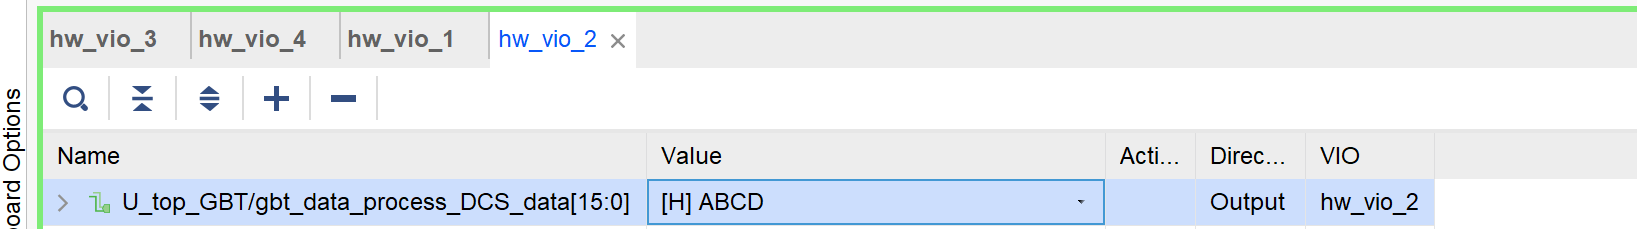 hw_vio_3 hw_vio_4 hw_vio_1 hw_vio_2
Name Value Acti... Direc... VIO
U_top_GBT/gbt_data_process_DCS_data[15:0] [H] ABCD Output hw_vio_2
oard Options